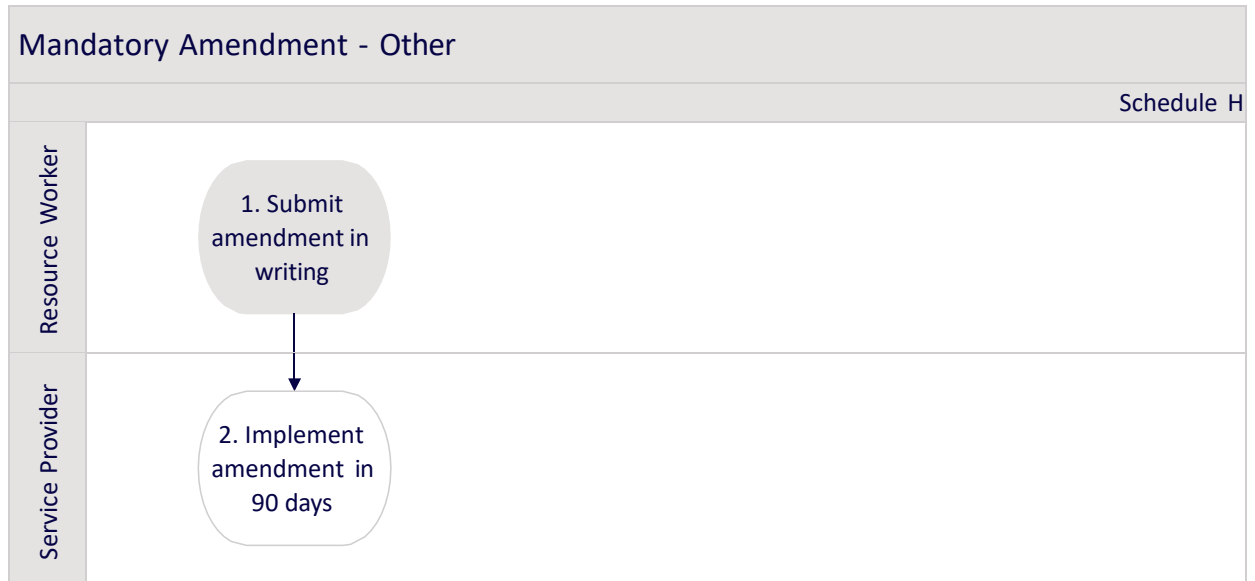 Mandatory Amendment - Other
Schedule H
Resource Worker
1. Submit
amendment in
writing
Service Provider
2. Implement
amendment in
90 days